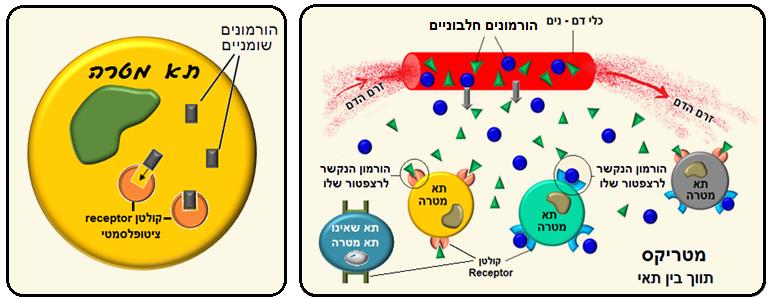 הורמונים
שומניים
תא מטרה
קולטן receptor
ציטופלסמתי
הורמונים חלבוניים
כלי דם - נים
זרם הדם
זרם הדם
הורמון הנקשר
לרצפטור שלו
הורמון הנקשר
לרצפטור שלו
תא
מטרה
תא
מטרה
תא
מטרה
תא שאינו
תא מטרה
קולטן
Receptor
מטריקס
תווך בין תאי